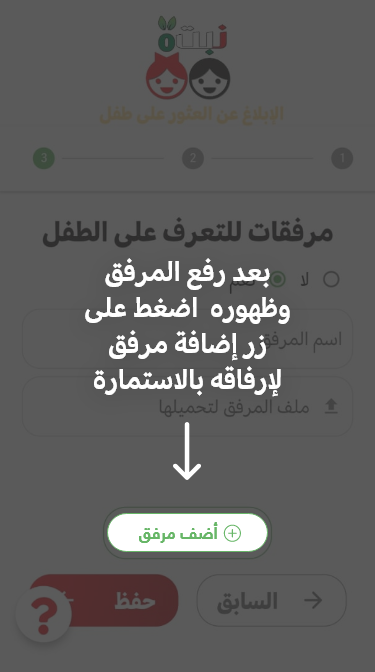 نبتة
الإبلاغ عن العثور على طفل
1 2 3
مرفقات للتعرف على الطفل
لا نعم
بعد رفع المرفق
وظهوره اضغط على
زر إضافة مرفق
لإرفاقه بالاستمارة
اسم المرفق
ملف المرفق لتحميلها
أضف مرفق
السابق حفظ
?